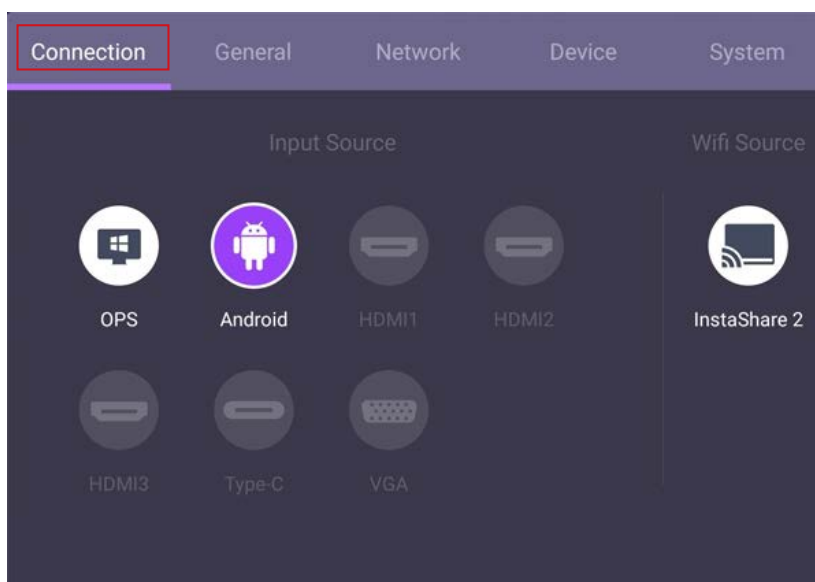 Connection General Network Device System
Input Source Wifi Source
OPS Android HDMI1 HDMI2 InstaShare 2
HDMI3 Type-C VGA